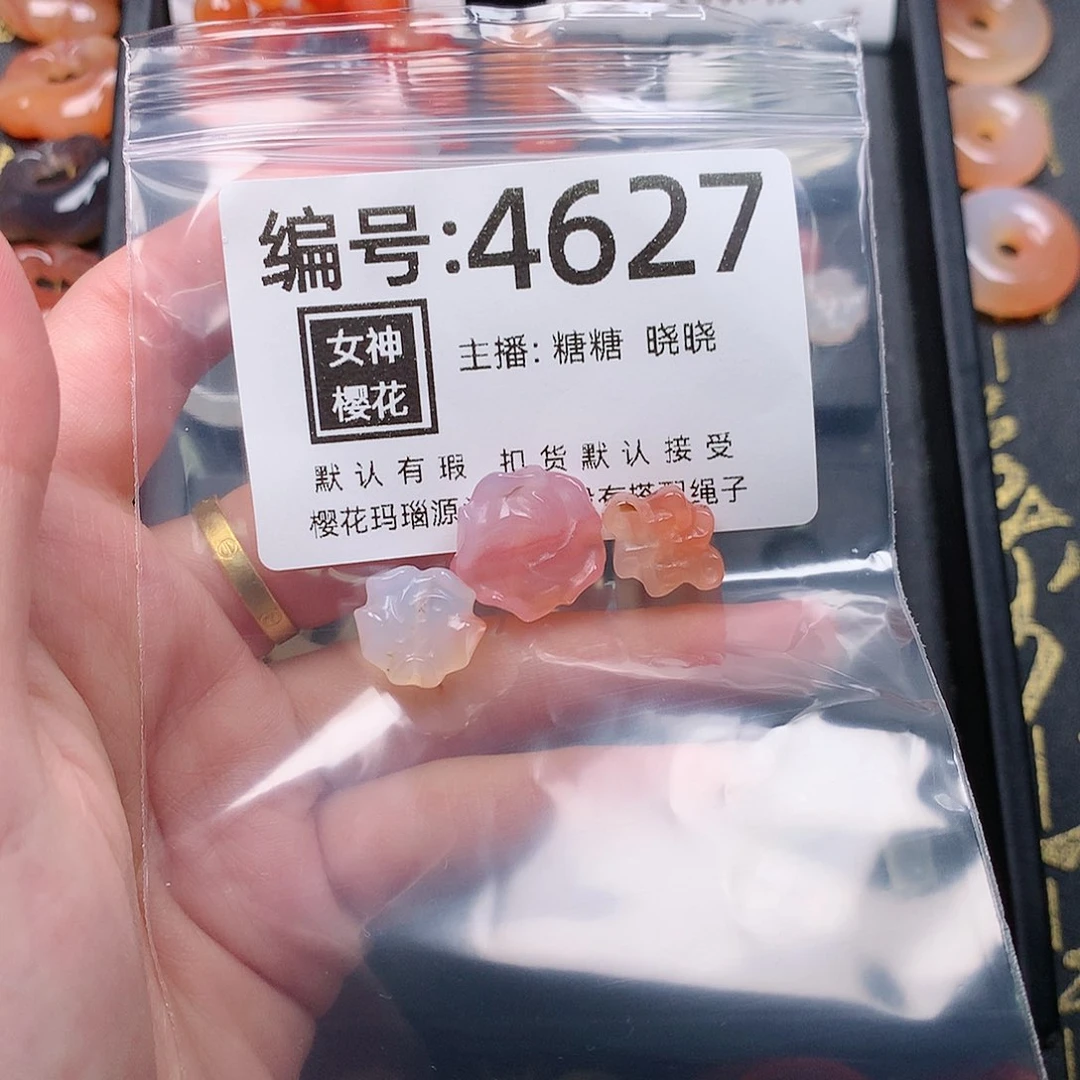 编号:4627
女神
樱花
主播: 糖糖 晓晓
默认有瑕 扣货默认接受
樱花玛瑙源 有搭配绳子